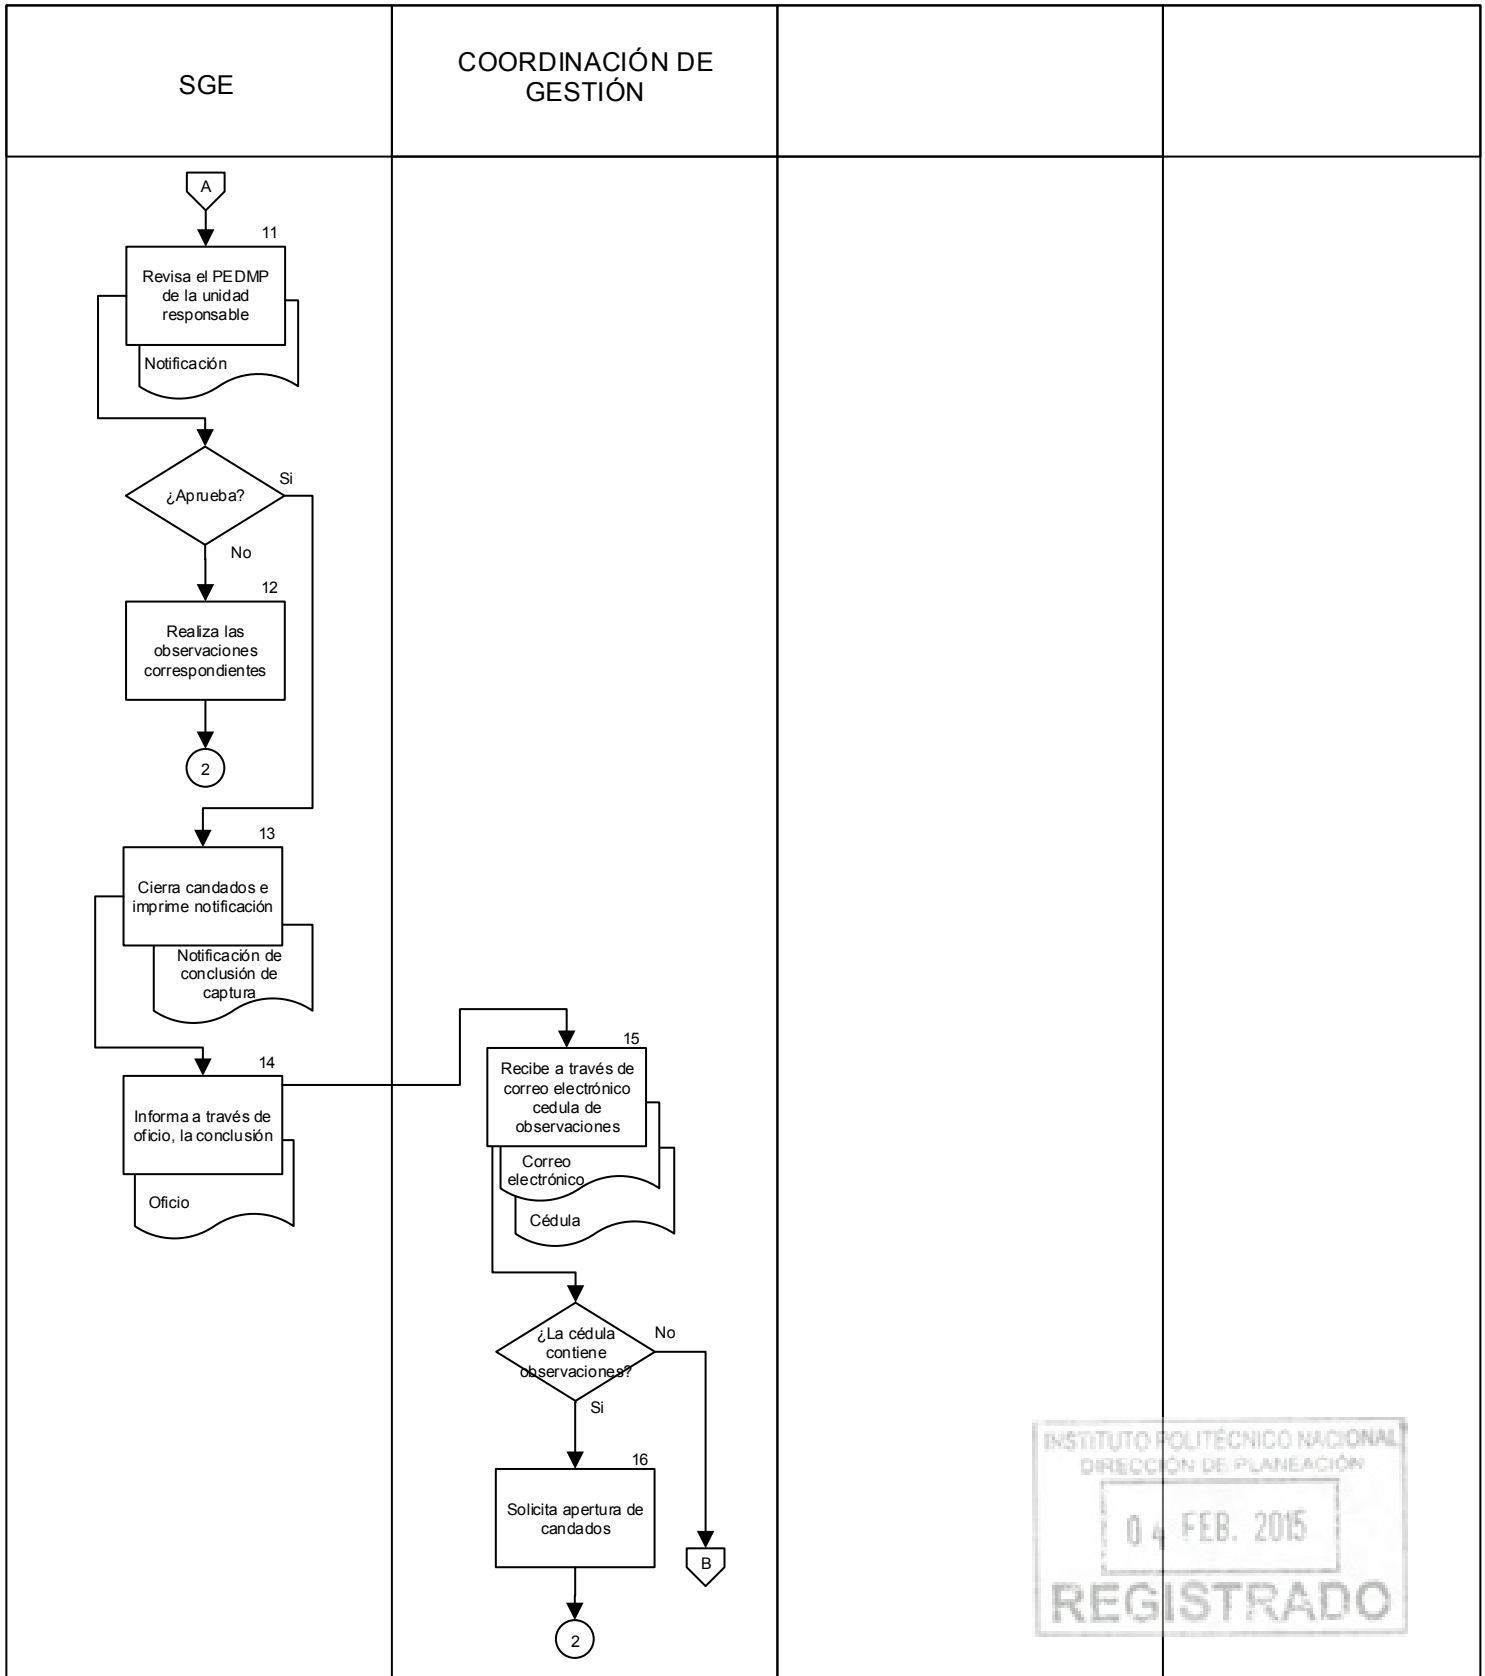 SGE
COORDINACIÓN DE
GESTIÓN
A
11
Revisa el PEDMP
de la unidad
responsable
Notificación
¿Aprueba?
Si
No
12
Realiza las
observaciones
correspondientes
2
13
Cierra candados e
imprime notificación
Notificación de
conclusión de
captura
14
Informa a través de
oficio, la conclusión
Oficio
15
Recibe a través de
correo electrónico
cedula de
observaciones
Correo
electrónico
Cédula
¿La cédula
contiene
observaciones?
No
Si
16
Solicita apertura de
candados
2
B
INSTITUTO POLITÉCNICO NACIONAL
DIRECCIÓN DE PLANEACIÓN
04 FEB. 2015
REGISTRADO